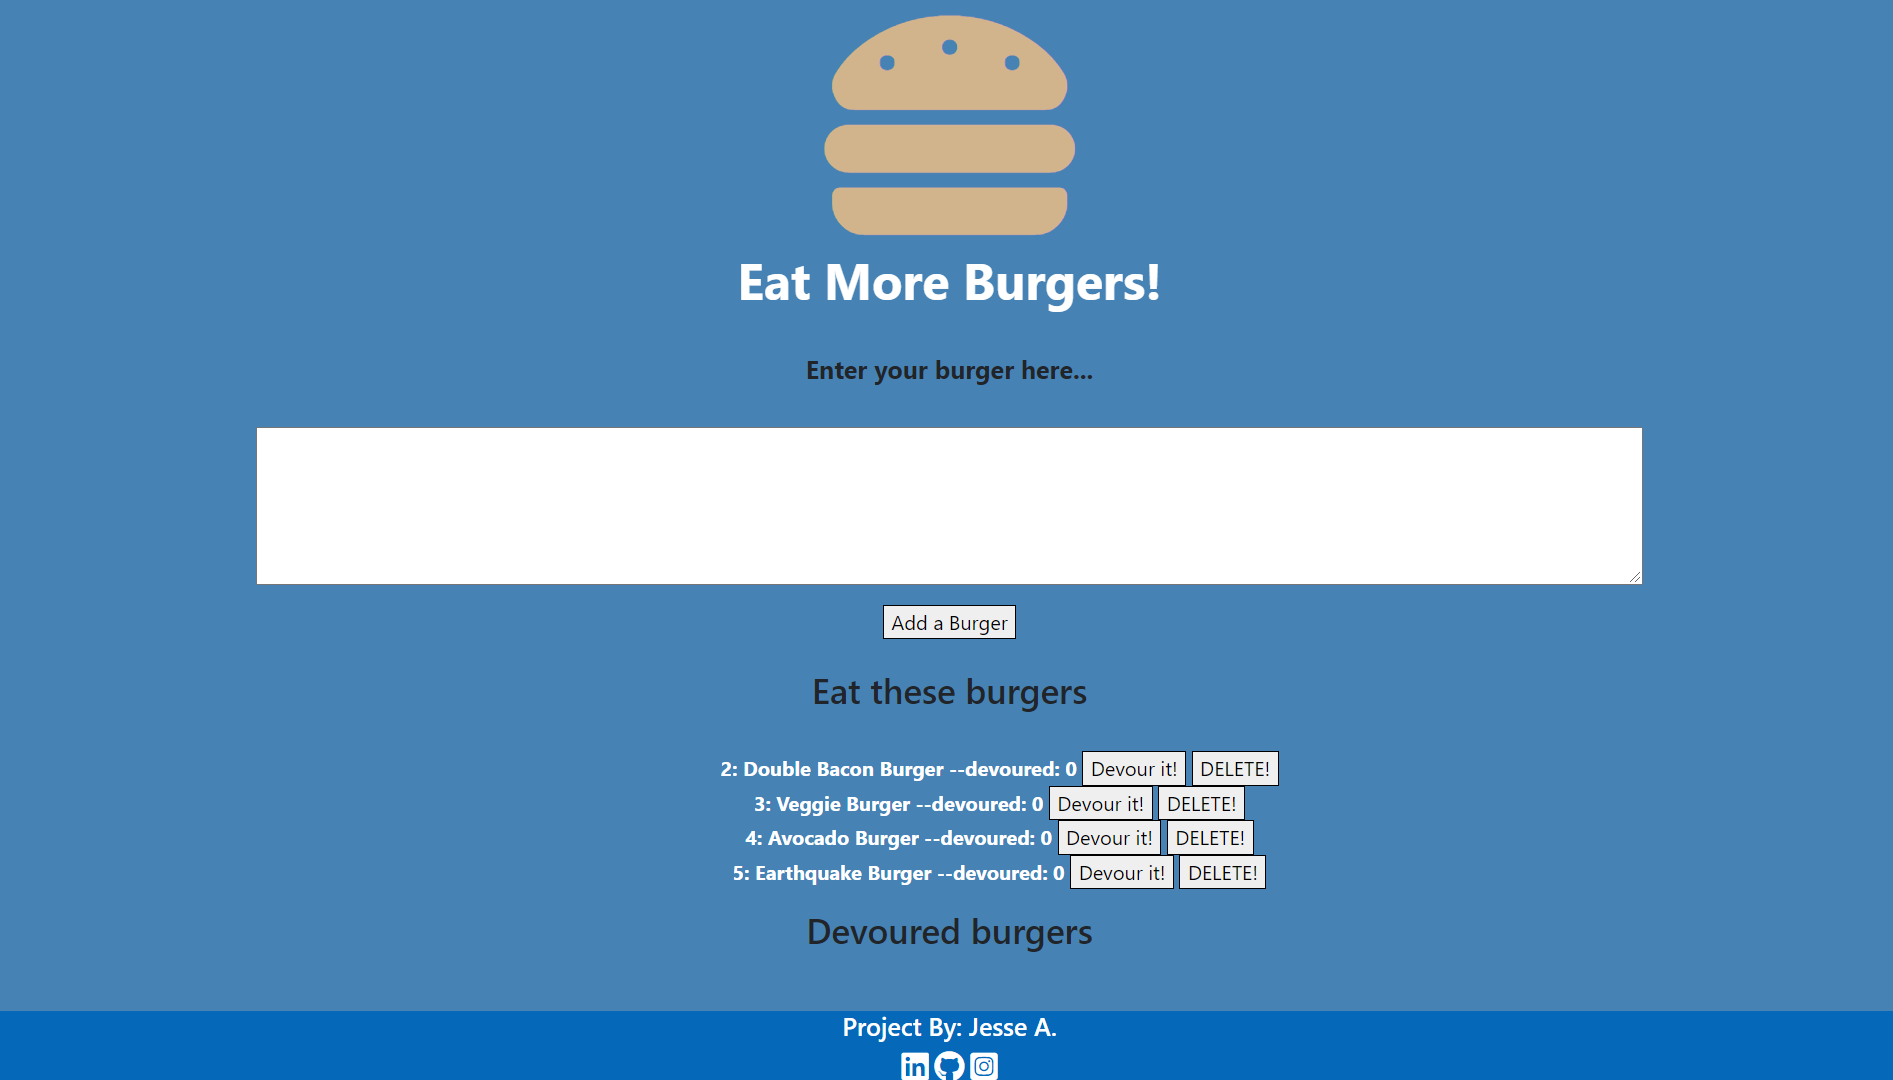 Eat More Burgers!
Enter your burger here...
Add a Burger
Eat these burgers
2: Double Bacon Burger --devoured: 0 Devour it! DELETE!
3: Veggie Burger --devoured: 0 Devour it! DELETE!
4: Avocado Burger --devoured: 0 Devour it! DELETE!
5: Earthquake Burger --devoured: 0 Devour it! DELETE!
Devoured burgers
Project By: Jesse A.
in